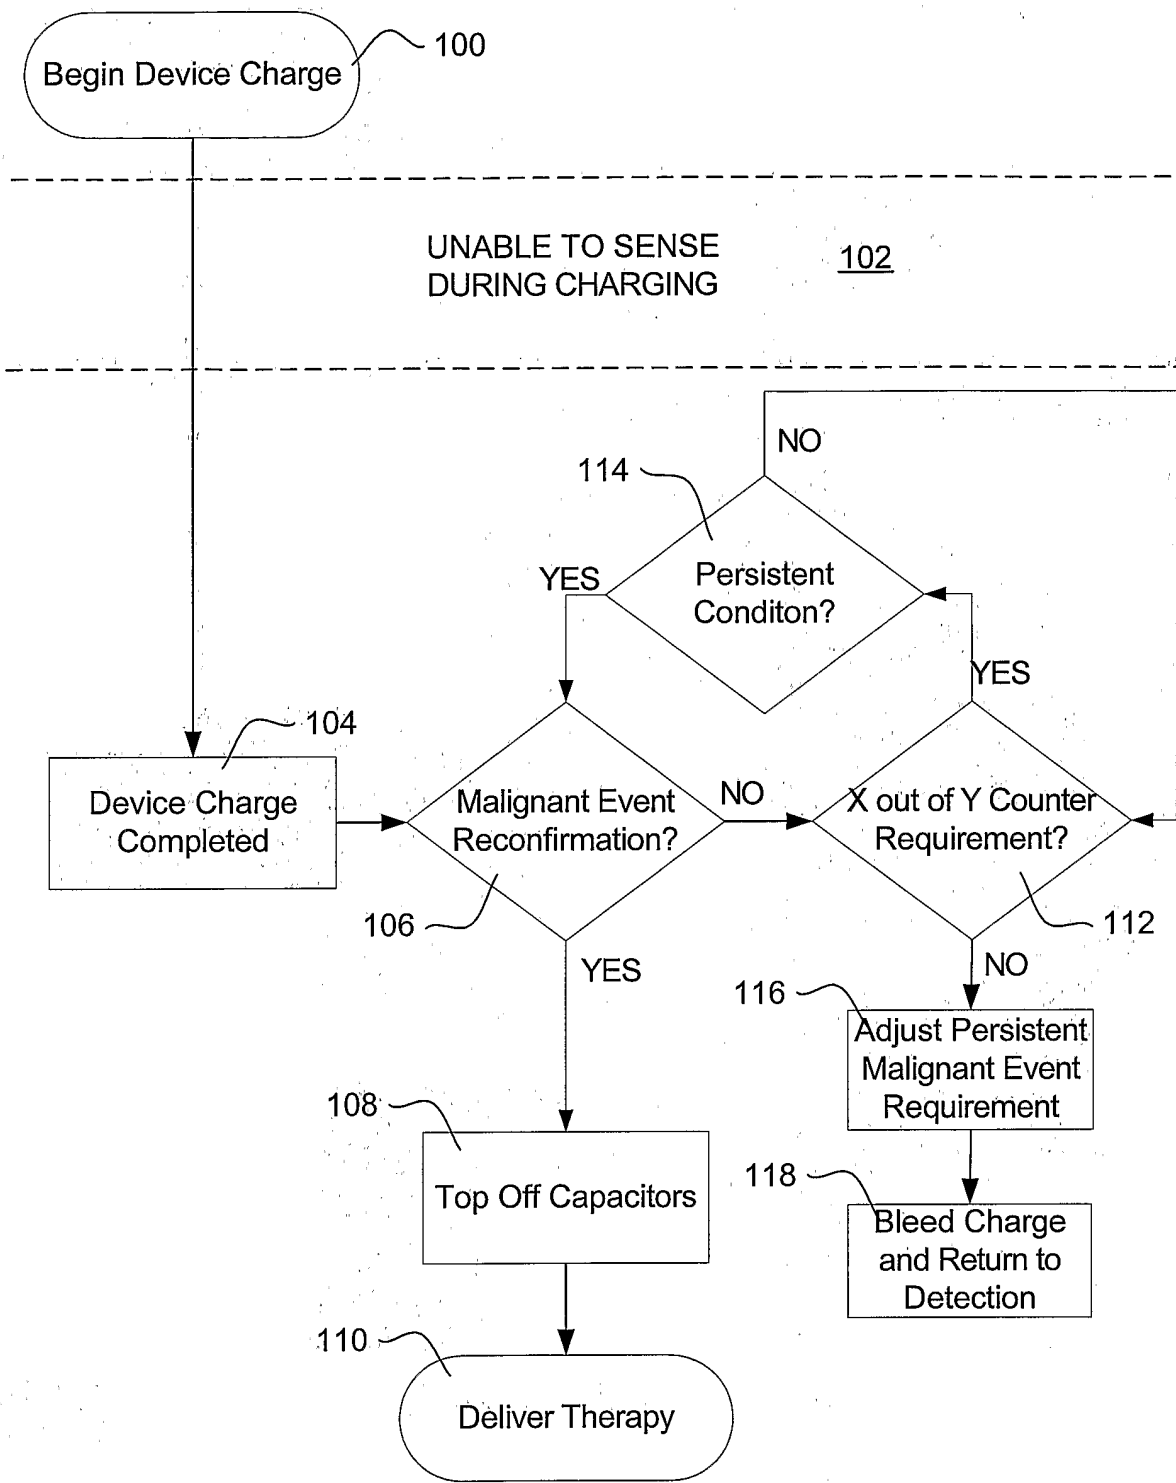 100
Begin Device Charge
UNABLE TO SENSE
DURING CHARGING
102
NO
114
YES
Persistent
Conditon?
YES
104
Device Charge
Completed
Malignant Event
Reconfirmation?
NO
X out of Y Counter
Requirement?
106
112
YES
NO
116
Adjust Persistent
Malignant Event
Requirement
108
Top Off Capacitors
118
Bleed Charge
and Return to
Detection
110
Deliver Therapy